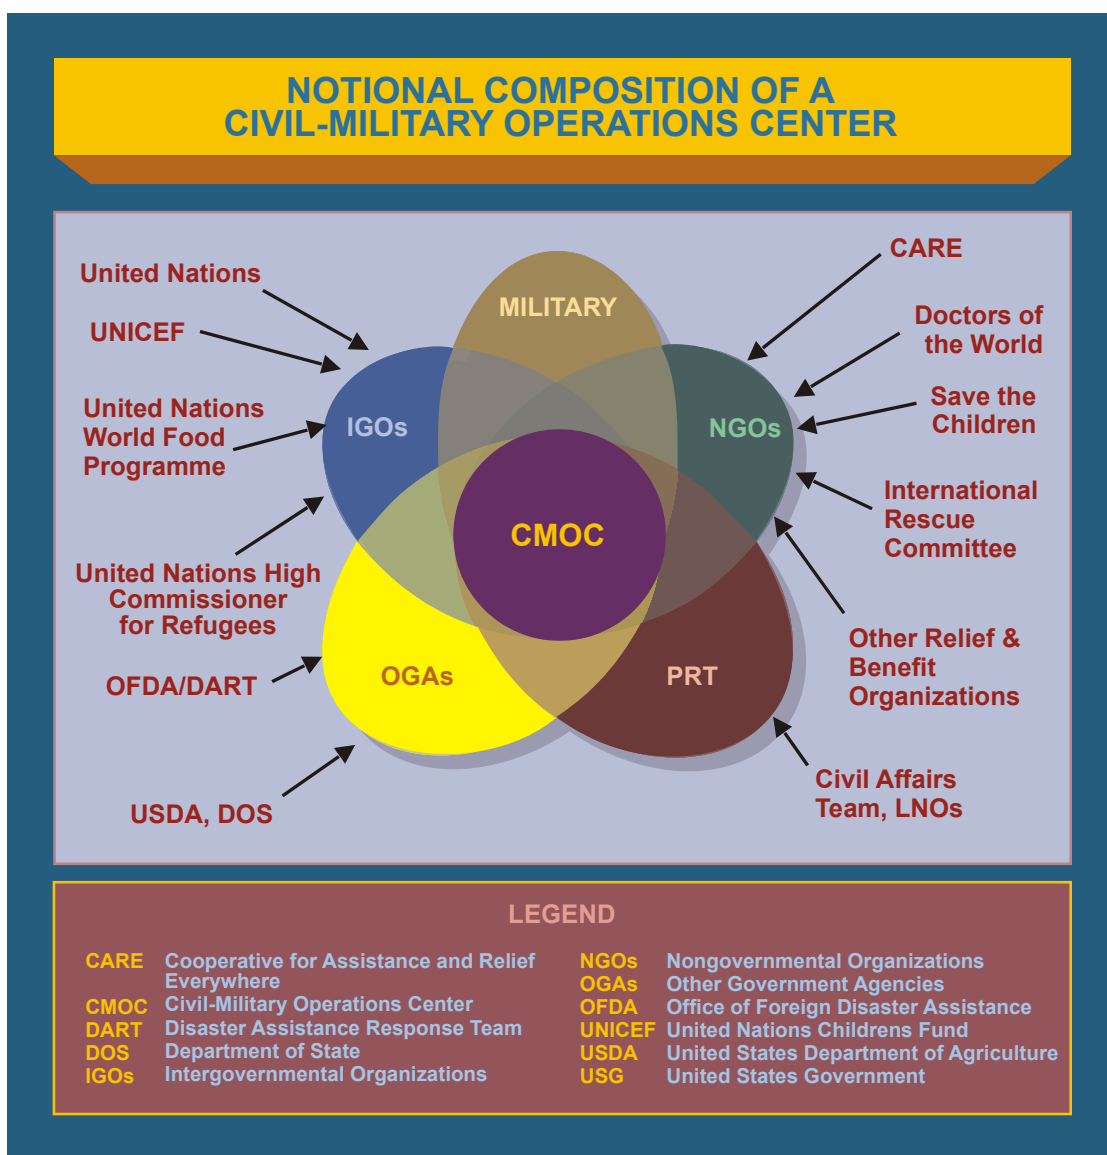 NOTIONAL COMPOSITION OF A
CIVIL-MILITARY OPERATIONS CENTER
United Nations
UNICEF
United Nations
World Food
Programme
United Nations High
Commissioner
for Refugees
OFDA/DART
USDA, DOS
MILITARY
IGOs
NGOs
CMOC
OGAs
PRT
CARE
Doctors of
the World
Save the
Children
International
Rescue
Committee
Other Relief &
Benefit
Organizations
Civil Affairs
Team, LNOs
LEGEND
CARE Cooperative for Assistance and Relief
Everywhere
CMOC Civil-Military Operations Center
DART Disaster Assistance Response Team
DOS Department of State
IGOs Intergovernmental Organizations
NGOs Nongovernmental Organizations
OGAs Other Government Agencies
OFDA Office of Foreign Disaster Assistance
UNICEF United Nations Childrens Fund
USDA United States Department of Agriculture
USG United States Government